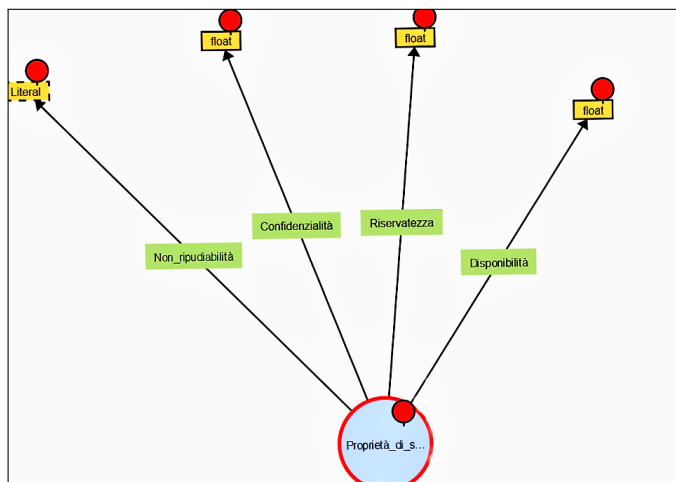 float
float
Literal
float
Riservatezza
Confidenzialità
Non_ripudiabilità
Disponibilità
Proprietà_di_s...